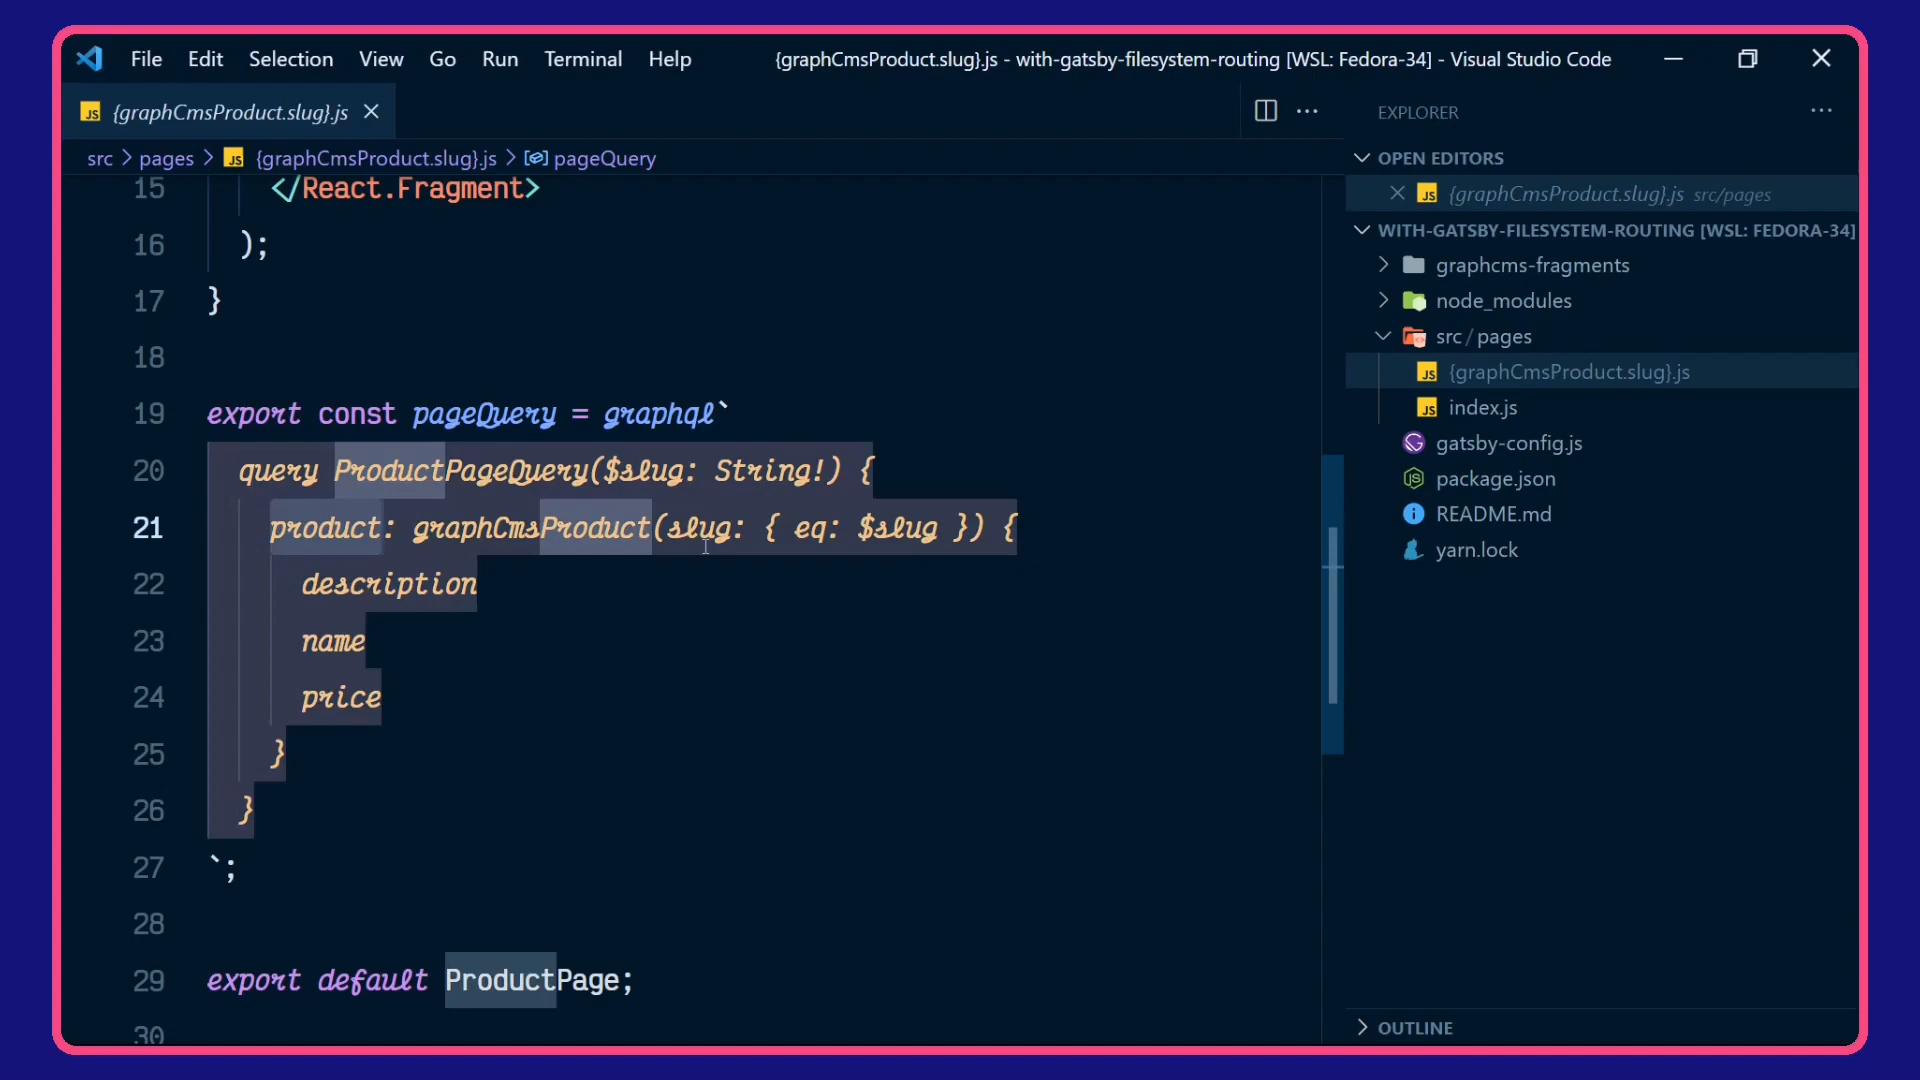 File Edit Selection View Go Run Terminal Help {graphCmsProduct.slug}.js - with-gatsby-filesystem-routing [WSL: Fedora-34] - Visual Studio Code
JS {graphCmsProduct.slug}.js
src > pages > JS {graphCmsProduct.slug}.js > pageQuery
15 </React.Fragment>
16 );
17 }
18
19 export const pageQuery = graphql`
20 query ProductPageQuery($slug: String!) {
21 product: graphCmsProduct(slug: { eq: $slug }) {
22 description
23 name
24 price
25 }
26 }
27 `;
28
29 export default ProductPage;
30
EXPLORER
OPEN EDITORS
JS {graphCmsProduct.slug}.js src/pages
WITH-GATSBY-FILESYSTEM-ROUTING [WSL: FEDORA-34]
graphcms-fragments
node_modules
src / pages
JS {graphCmsProduct.slug}.js
JS index.js
gatsby-config.js
package.json
README.md
yarn.lock
OUTLINE